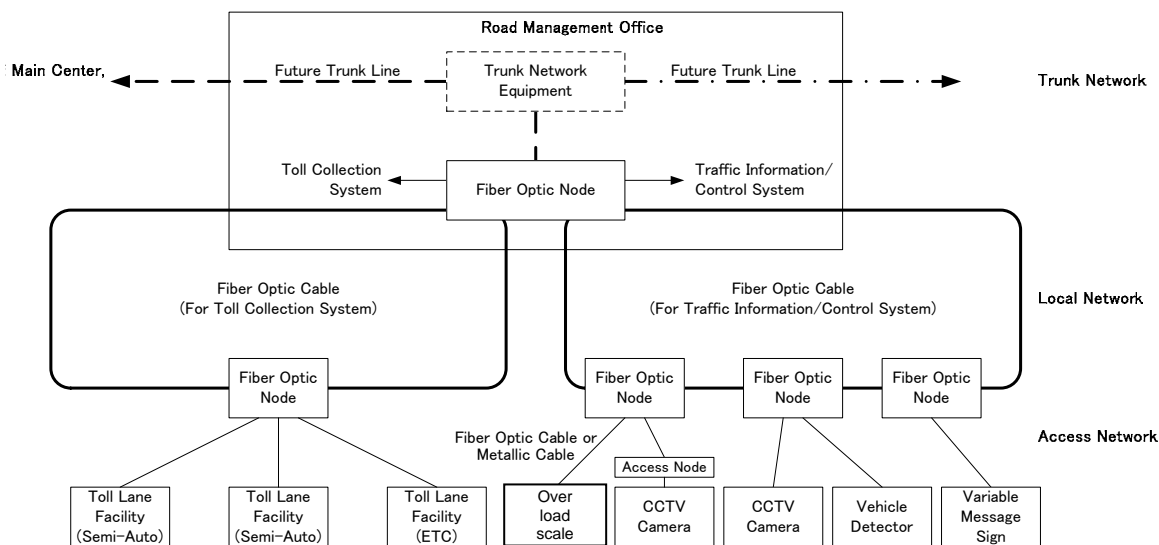 Road Management Office
: Main Center,
Future Trunk Line
Trunk Network
Equipment
Future Trunk Line
Trunk Network
Toll Collection
System
Fiber Optic Node
Traffic Information/
Control System
Fiber Optic Cable
(For Toll Collection System)
Fiber Optic Cable
(For Traffic Information/Control System)
Local Network
Fiber Optic
Node
Fiber Optic
Node
Fiber Optic
Node
Fiber Optic
Node
Fiber Optic Cable or
Metallic Cable
Access Network
Access Node
Toll Lane
Facility
(Semi-Auto)
Toll Lane
Facility
(Semi-Auto)
Toll Lane
Facility
(ETC)
Over
load
scale
CCTV
Camera
CCTV
Camera
Vehicle
Detector
Variable
Message
Sign